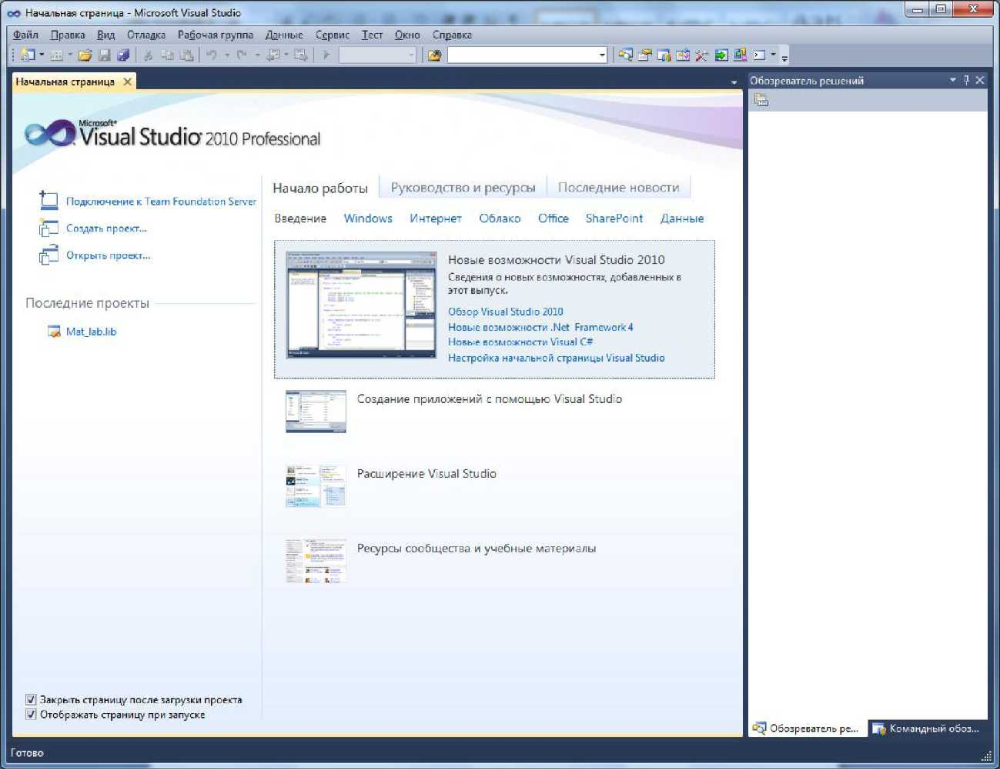 Начальная страница - Microsoft Visual Studio
Файл Правка Вид Отладка Рабочая группа Данные Сервис Тест Окно Справка
Начальная страница
Обозреватель решений
Microsoft®
Visual Studio® 2010 Professional
Подключение к Team Foundation Server
Создать проект...
Открыть проект...
Последние проекты
Mat_lab.lib
Начало работы Руководство и ресурсы Последние новости
Введение Windows Интернет Облако Office SharePoint Данные
Новые возможности Visual Studio 2010
Сведения о новых возможностях, добавленных в
этот выпуск.
Обзор Visual Studio 2010
Новые возможности .Net Framework 4
Новые возможности Visual C#
Настройка начальной страницы Visual Studio
Создание приложений с помощью Visual Studio
Расширение Visual Studio
Ресурсы сообщества и учебные материалы
Закрыть страницу после загрузки проекта
Отображать страницу при запуске
Обозреватель ре... Командный обоз...
Готово